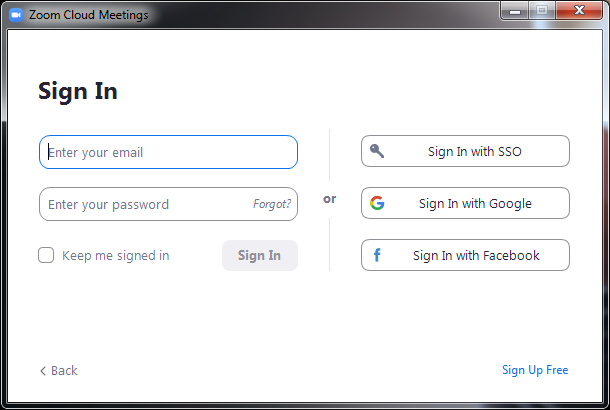 Zoom Cloud Meetings
Sign In
Enter your email
Enter your password
Forgot?
Keep me signed in
Sign In
or
Sign In with SSO
Sign In with Google
Sign In with Facebook
Back
Sign Up Free